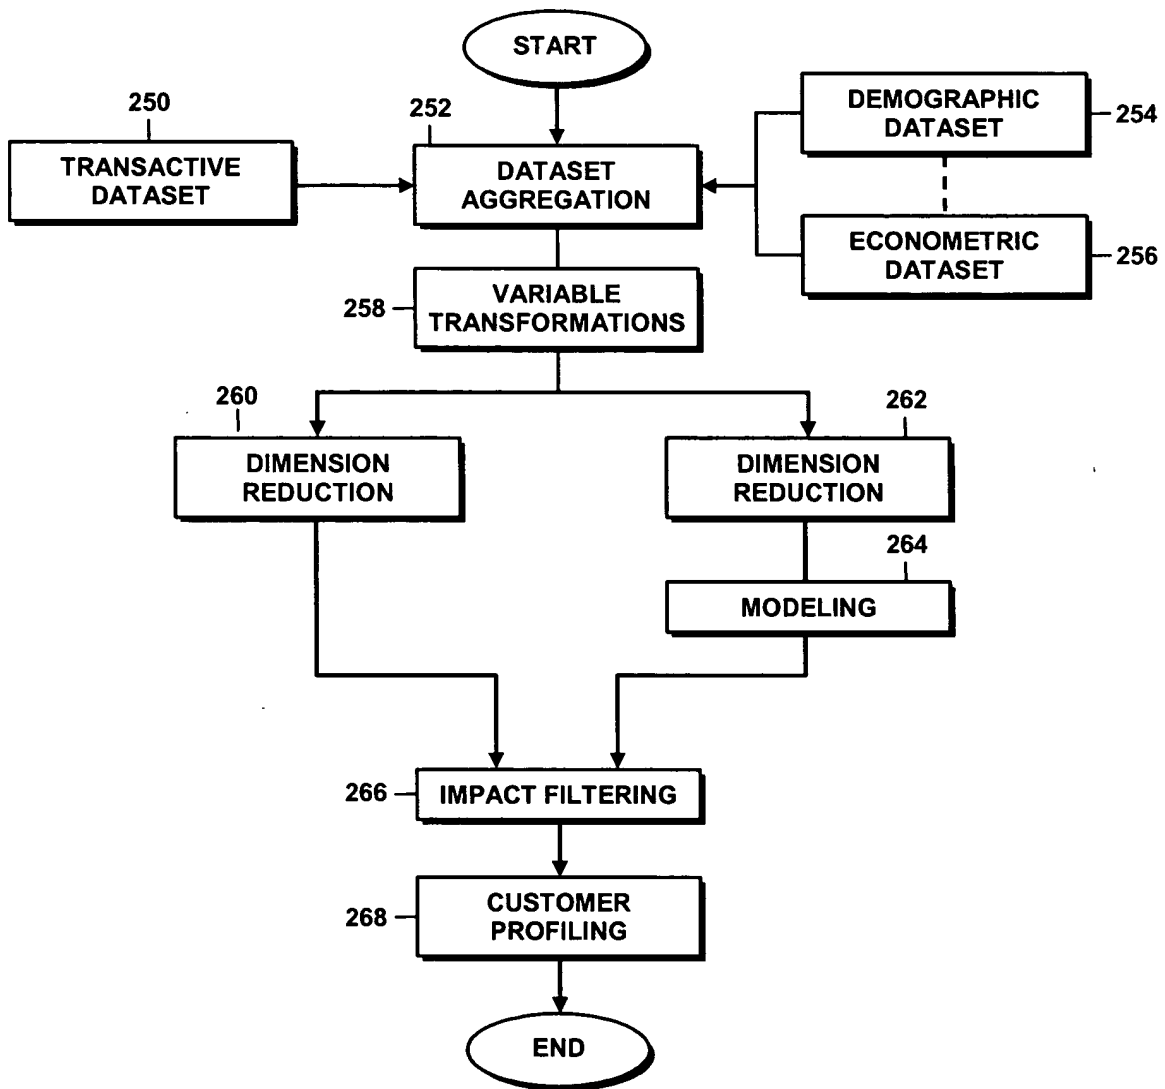 START
250
252
TRANSACTIVE
DATASET
DATASET
AGGREGATION
DEMOGRAPHIC
DATASET
254
ECONOMETRIC
DATASET
256
258
VARIABLE
TRANSFORMATIONS
260
262
DIMENSION
REDUCTION
DIMENSION
REDUCTION
264
MODELING
266
IMPACT FILTERING
268
CUSTOMER
PROFILING
END